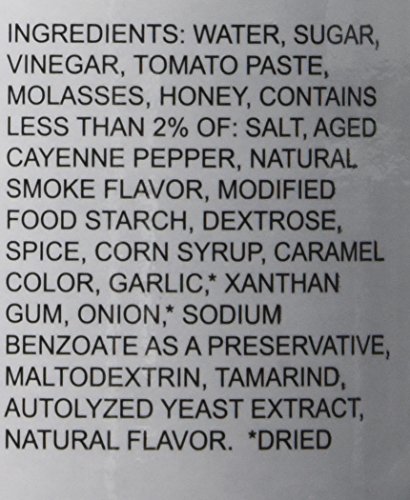 INGREDIENTS: WATER, SUGAR,
VINEGAR, TOMATO PASTE,
MOLASSES, HONEY, CONTAINS
LESS THAN 2% OF: SALT, AGED
CAYENNE PEPPER, NATURAL
SMOKE FLAVOR, MODIFIED
FOOD STARCH, DEXTROSE,
SPICE, CORN SYRUP, CARAMEL
COLOR, GARLIC,* XANTHAN
GUM, ONION,* SODIUM
BENZOATE AS A PRESERVATIVE,
MALTODEXTRIN, TAMARIND,
AUTOLYZED YEAST EXTRACT,
NATURAL FLAVOR. *DRIED